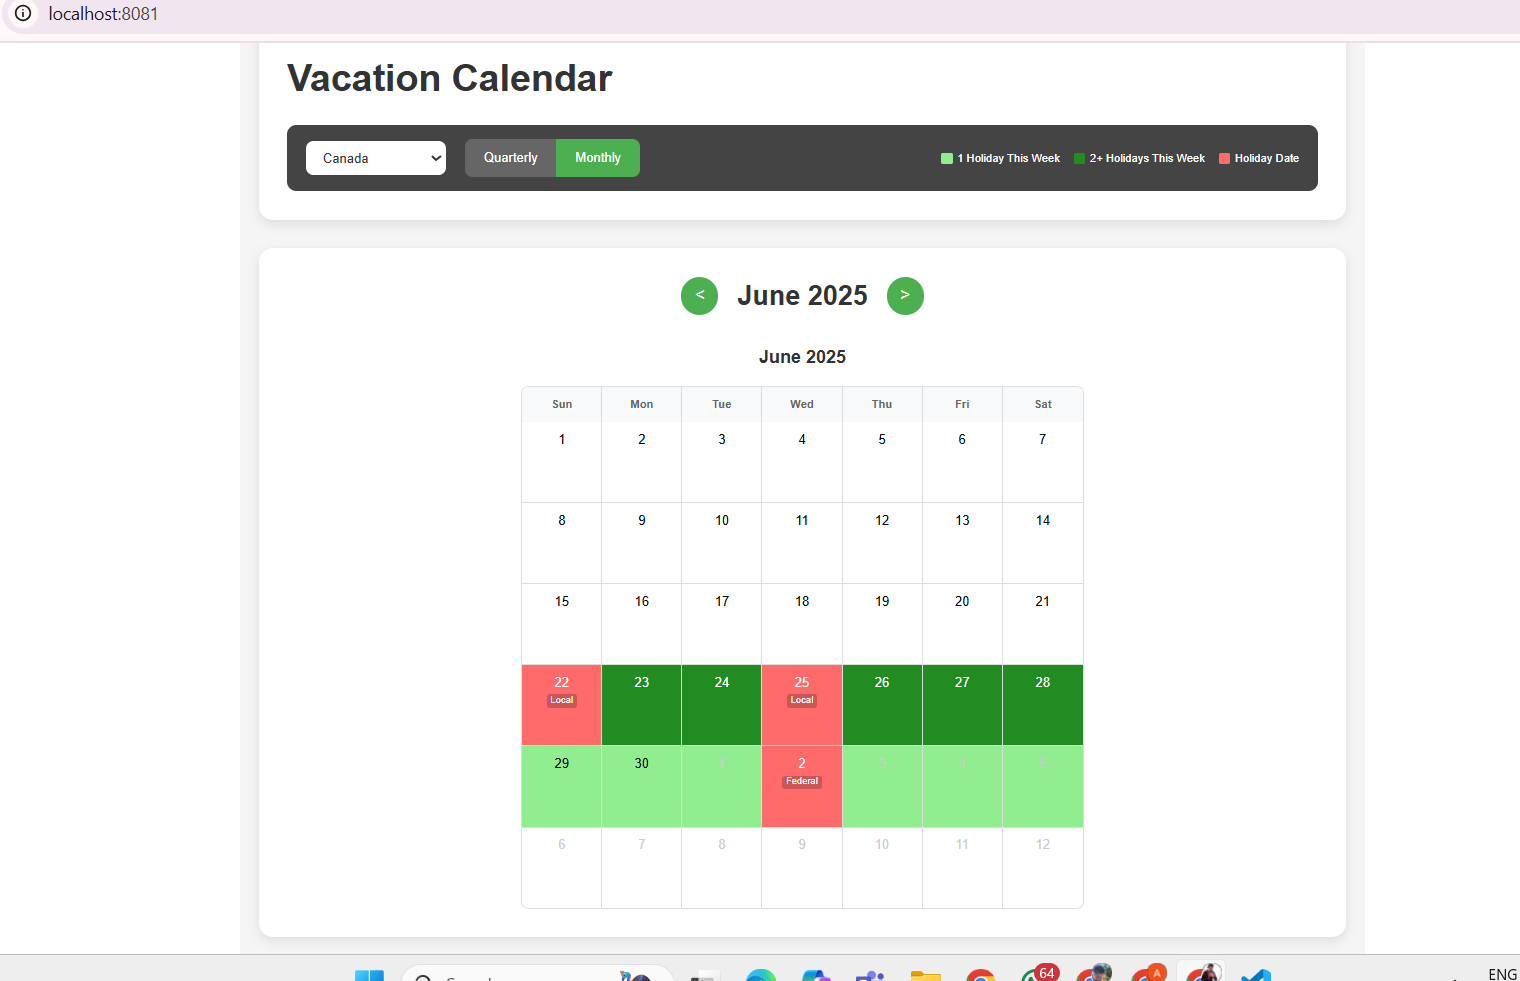 localhost:8081
Vacation Calendar
Canada Quarterly Monthly 1 Holiday This Week 2+ Holidays This Week Holiday Date
< June 2025 >
June 2025
Sun Mon Tue Wed Thu Fri Sat
1 2 3 4 5 6 7
8 9 10 11 12 13 14
15 16 17 18 19 20 21
22 23 24 25 26 27 28
Local Local
29 30 1 2 3 4 5
Federal
6 7 8 9 10 11 12
64 A ENG